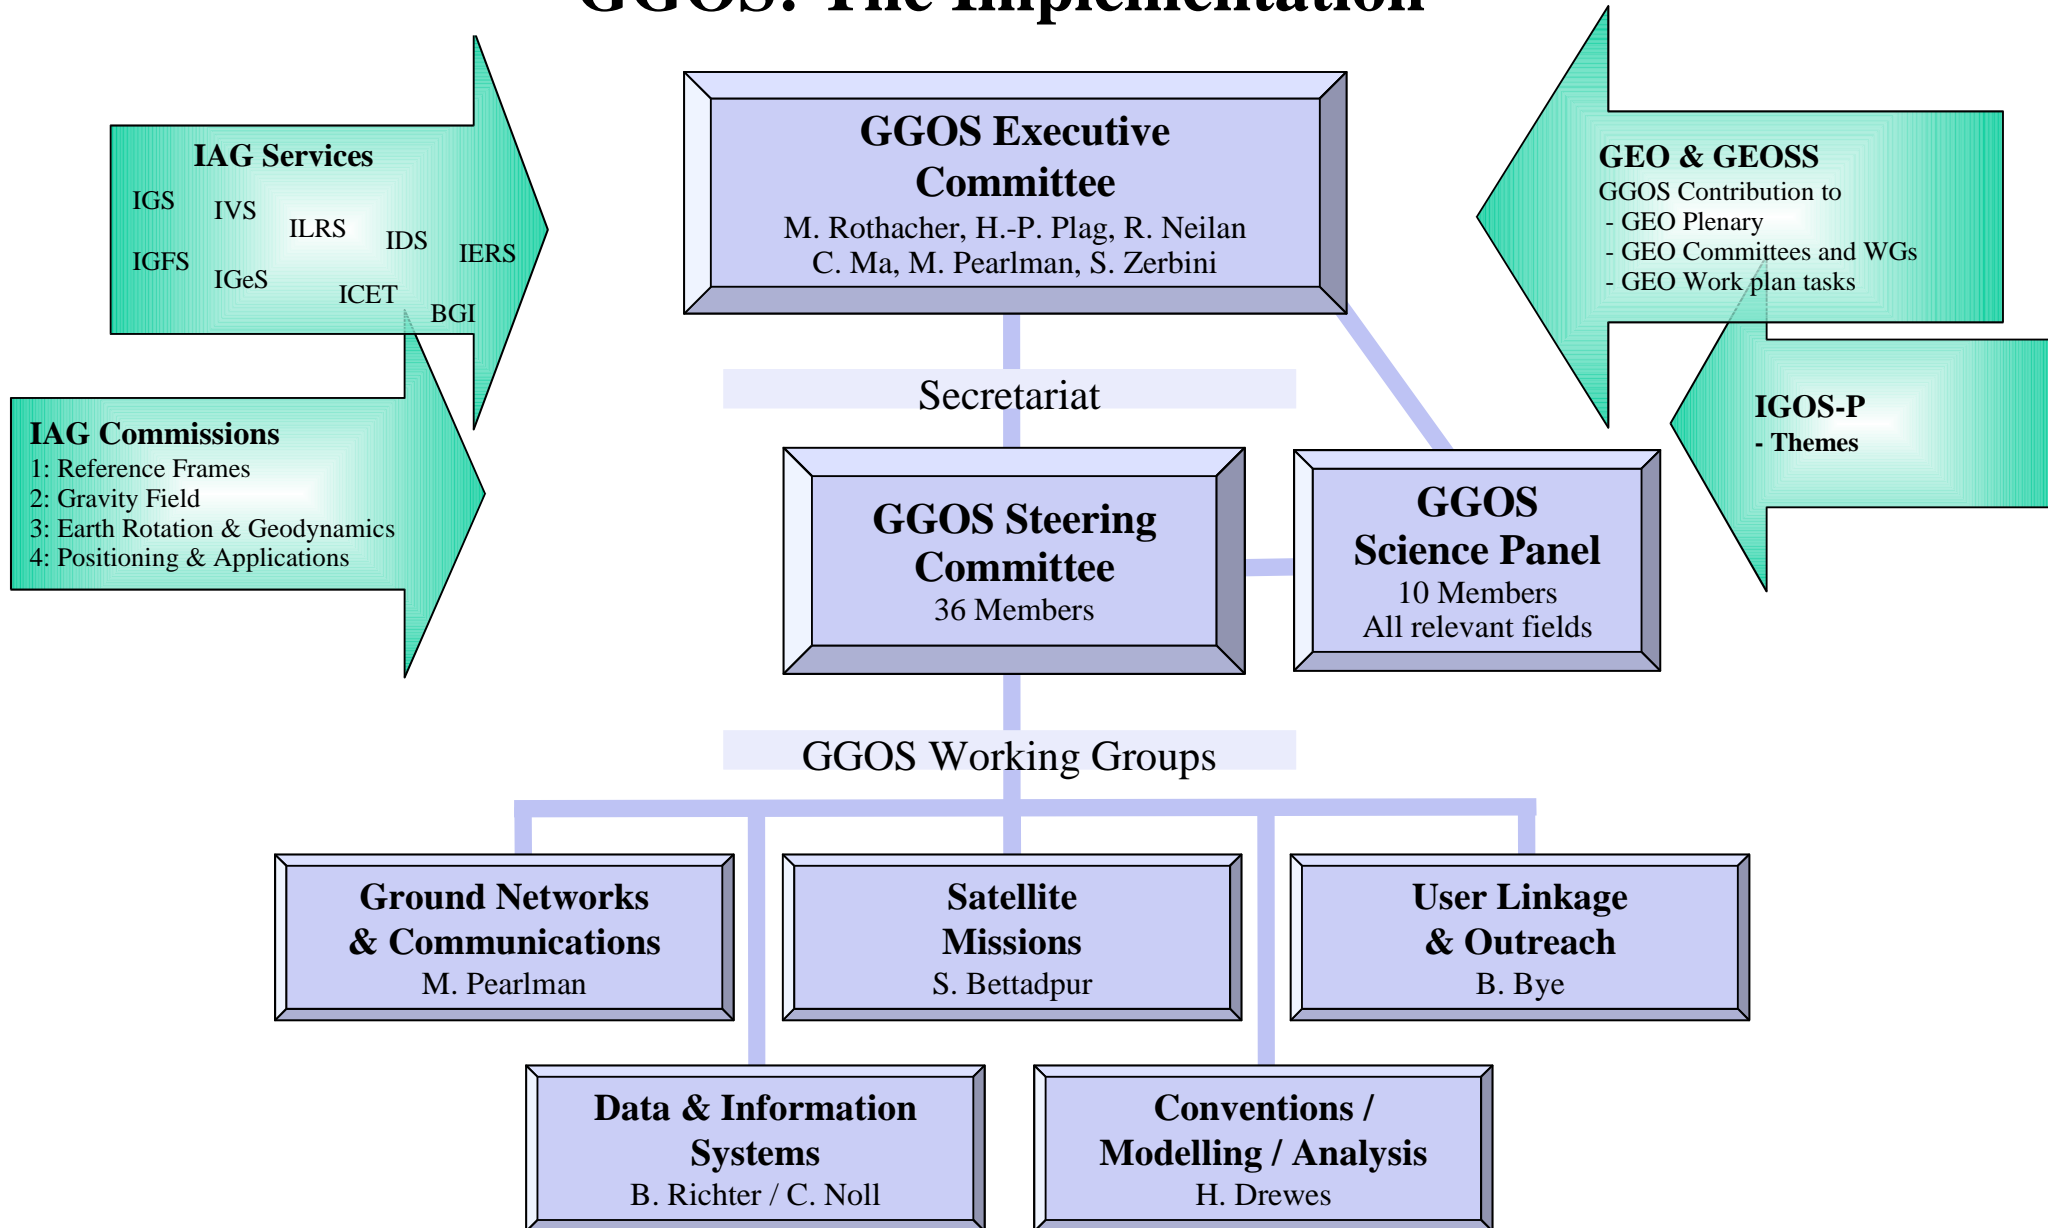 GGOS: The Implementation
IAG Services
IGS
IVS
ILRS
IDS
IERS
IGFS
IGeS
ICET
BGI
IAG Commissions
1: Reference Frames
2: Gravity Field
3: Earth Rotation & Geodynamics
4: Positioning & Applications
GGOS Executive
Committee
M. Rothacher, H.-P. Plag, R. Neilan
C. Ma, M. Pearlman, S. Zerbini
GEO & GEOSS
GGOS Contribution to
- GEO Plenary
- GEO Committees and WGs
- GEO Work plan tasks
IGOS-P
- Themes
Secretariat
GGOS Steering
Committee
36 Members
GGOS
Science Panel
10 Members
All relevant fields
GGOS Working Groups
Ground Networks
& Communications
M. Pearlman
Satellite
Missions
S. Bettadpur
User Linkage
& Outreach
B. Bye
Data & Information
Systems
B. Richter / C. Noll
Conventions /
Modelling / Analysis
H. Drewes